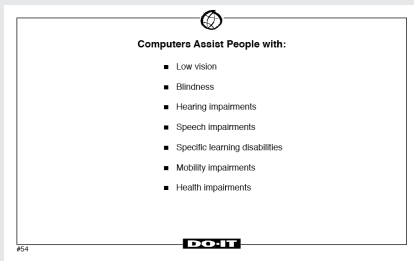 Computers Assist People with:
■ Low vision
■ Blindness
■ Hearing impairments
■ Speech impairments
■ Specific learning disabilities
■ Mobility impairments
■ Health impairments
DO-IT
#54